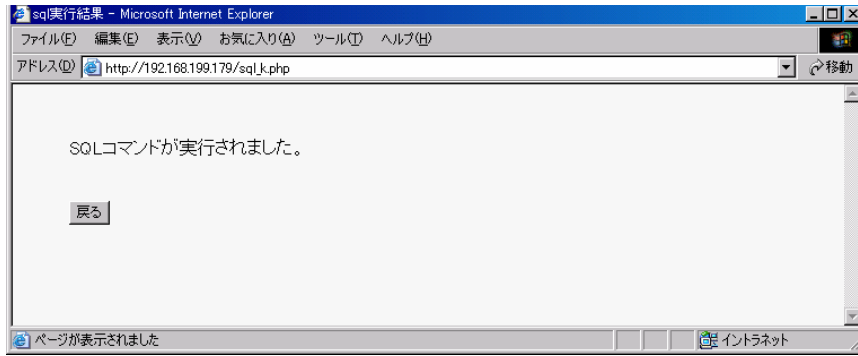 sql実行結果 - Microsoft Internet Explorer
ファイル(F) 編集(E) 表示(V) お気に入り(A) ツール(T) ヘルプ(H)
アドレス(D) http://192.168.199.179/sql_k.php 移動
SQLコマンドが実行されました。
戻る
ページが表示されました イントラネット